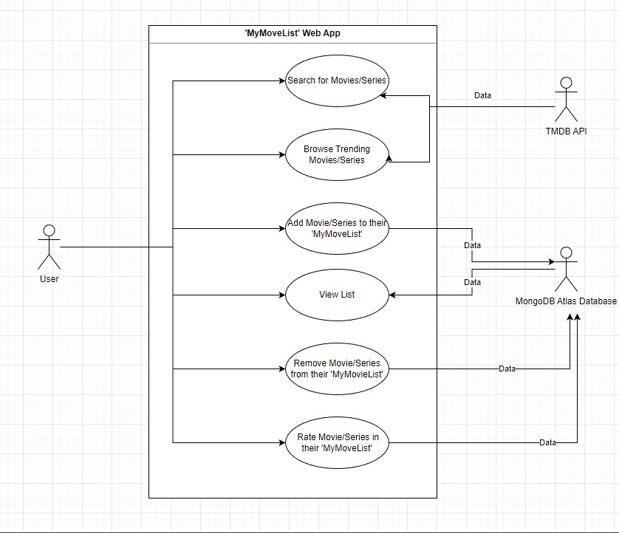 'MyMoveList' Web App
Search for Movies/Series
Data
TMDB API
Browse Trending
Movies/Series
Add Movie/Series to their
'MyMoveList'
Data
User
Data
View List
MongoDB Atlas Database
Remove Movie/Series
from their 'MyMovieList'
Data
Rate Movie/Series in
their 'MyMoveList'
Data